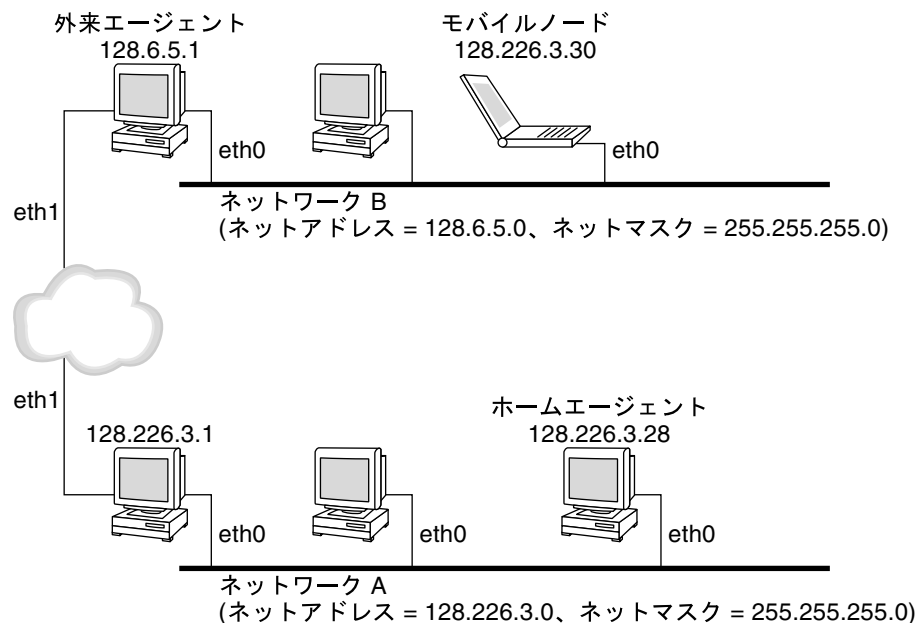 外来エージェント
128.6.5.1
モバイルノード
128.226.3.30
eth0
eth0
eth1
ネットワーク B
(ネットアドレス = 128.6.5.0、ネットマスク = 255.255.255.0)
eth1
128.226.3.1
ホームエージェント
128.226.3.28
eth0
eth0
eth0
ネットワーク A
(ネットアドレス = 128.226.3.0、ネットマスク = 255.255.255.0)